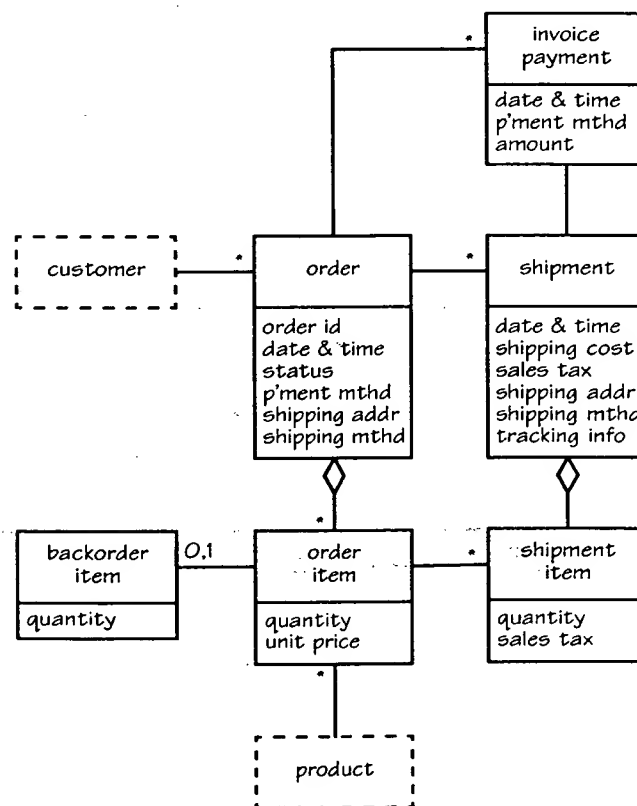 *
invoice
payment
date & time
p'ment mthd
amount
customer
*
order
*
shipment
order id
date & time
status
p'ment mthd
shipping addr
shipping mthd
date & time
shipping cost
sales tax
shipping addr
shipping mthd
tracking info
*
backorder
item
0,1
order
item
*
shipment
item
quantity
quantity
unit price
quantity
sales tax
*
product